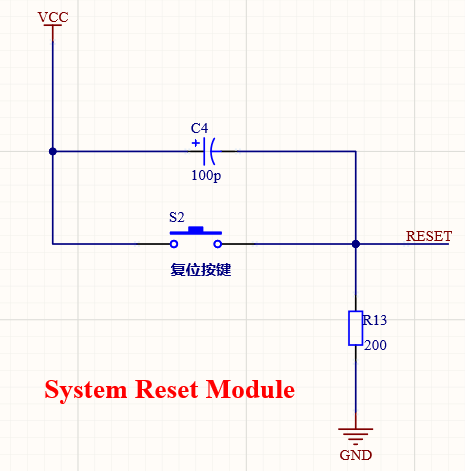 VCC
C4
+
100p
S2
RESET
复位按键
R13
200
System Reset Module
GND